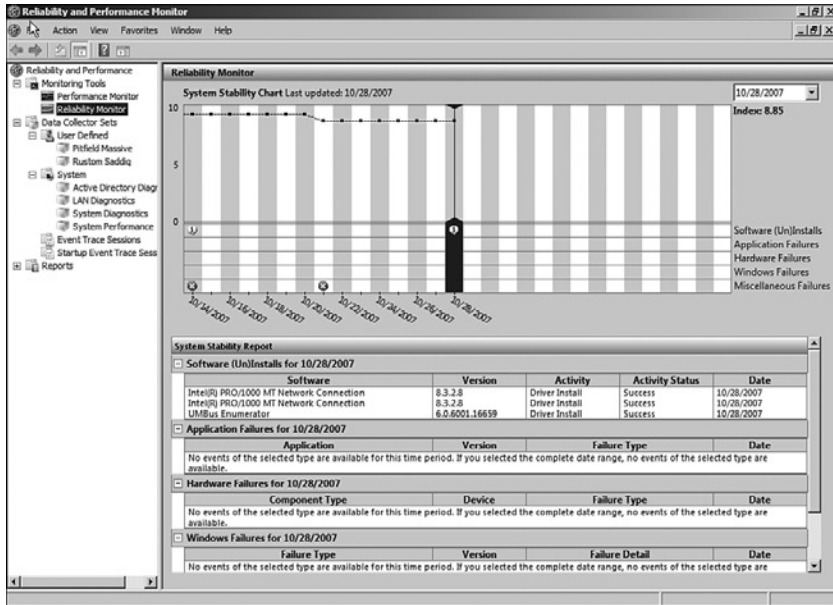 Reliability and Performance Monitor
Action View Favorites Window Help
Reliability and Performance
Monitoring Tools
Performance Monitor
Reliability Monitor
Data Collector Sets
User Defined
Pitfield Massive
Rustom Saddiq
System
Active Directory Diagr
LAN Diagnostics
System Diagnostics
System Performance
Event Trace Sessions
Startup Event Trace Sess
Reports
Reliability Monitor
System Stability Chart Last updated: 10/28/2007
10/28/2007
Index: 8.85
10
5
0
Software (Un)Installs
Application Failures
Hardware Failures
Windows Failures
Miscellaneous Failures
10/14/2007 10/16/2007 10/18/2007 10/20/2007 10/22/2007 10/24/2007 10/26/2007 10/28/2007
System Stability Report
Software (Un)Installs for 10/28/2007
Software Version Activity Activity Status Date
Intel(R) PRO/1000 MT Network Connection 8.3.2.8 Driver Install Success 10/28/2007
Intel(R) PRO/1000 MT Network Connection 8.3.2.8 Driver Install Success 10/28/2007
UMBus Enumerator 6.0.6001.16659 Driver Install Success 10/28/2007
Application Failures for 10/28/2007
Application Version Failure Type Date
No events of the selected type are available for this time period. If you selected the complete date range, no events of the selected type are
available.
Hardware Failures for 10/28/2007
Component Type Device Failure Type Date
No events of the selected type are available for this time period. If you selected the complete date range, no events of the selected type are
available.
Windows Failures for 10/28/2007
Failure Type Version Failure Detail Date
No events of the selected type are available for this time period. If you selected the complete date range, no events of the selected type are